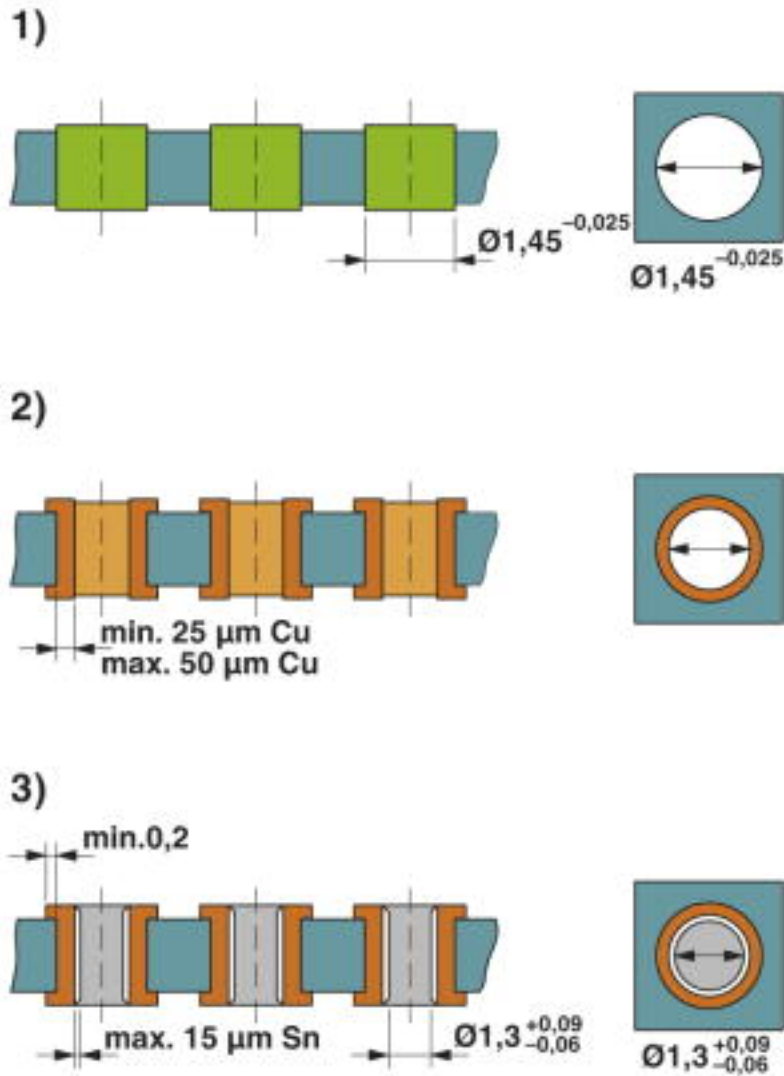 1)
Ø1,45 −0,025
Ø1,45 −0,025
2)
min. 25 µm Cu
max. 50 µm Cu
3)
min.0,2
max. 15 µm Sn
Ø1,3 +0,09 −0,06
Ø1,3 +0,09 −0,06